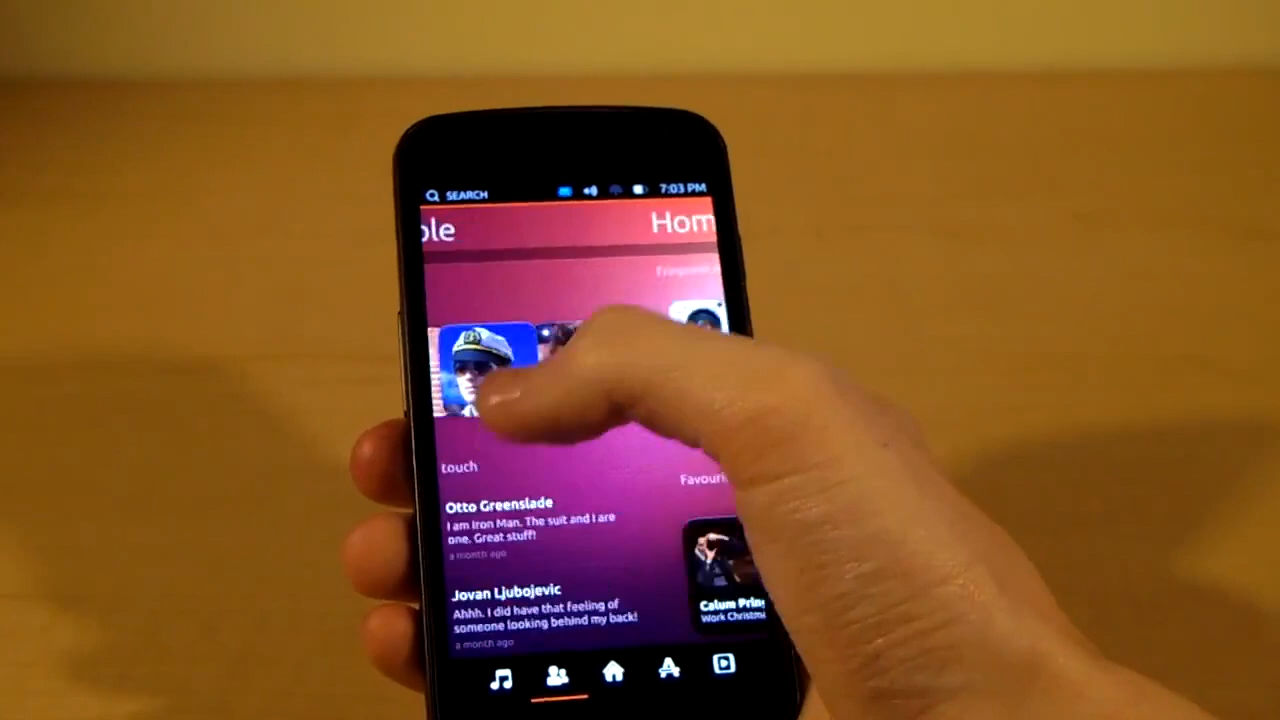 SEARCH
7:03 PM
ple
Hom
Frequent
touch
Favouri
Otto Greenslade
I am Iron Man. The suit and I are
one. Great stuff!
a month ago
Jovan Ljubojevic
Ahhh. I did have that feeling of
someone looking behind my back!
a month ago
Calum Pring
Work Christma